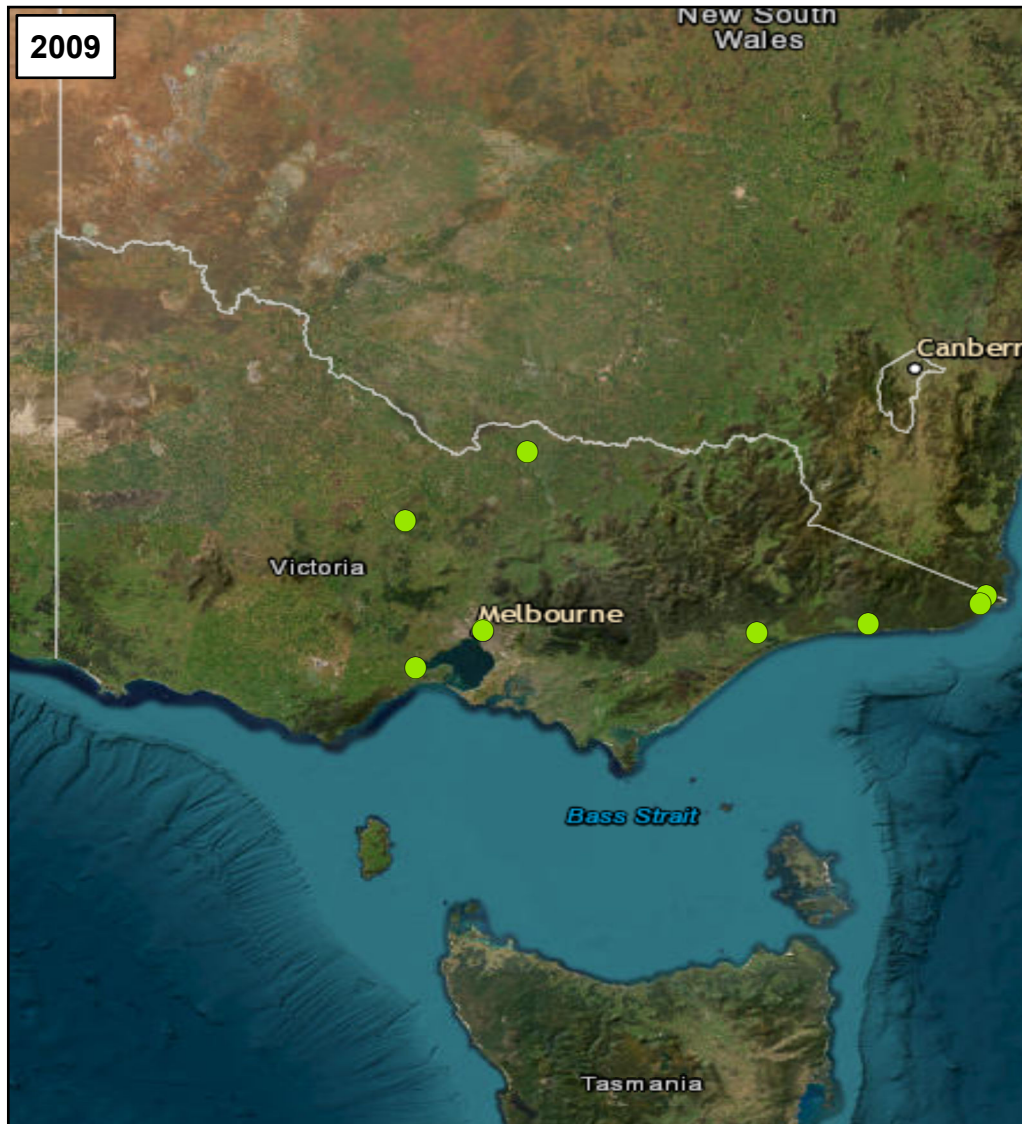 2009
New South
Wales
Canberr
Victoria
Melbourne
Bass Strait
Tasmania